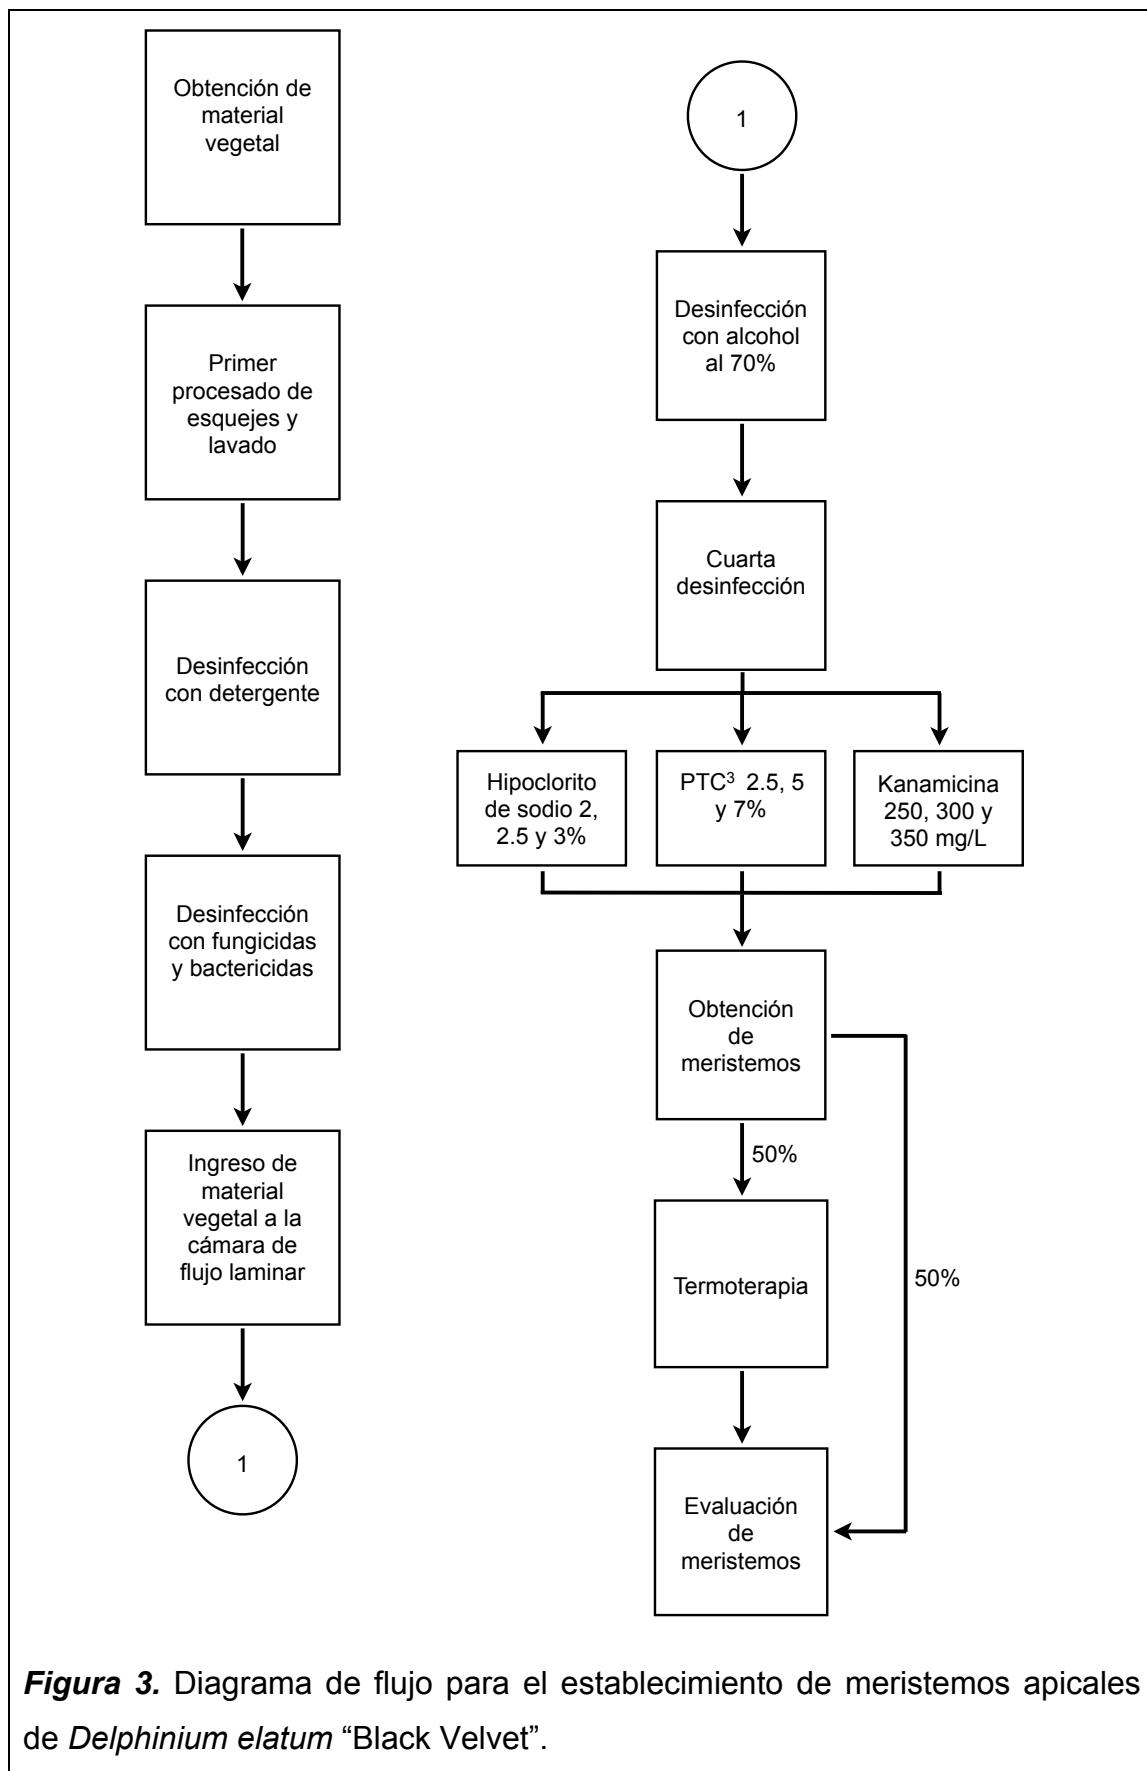 Obtención de
material
vegetal
Primer
procesado de
esquejes y
lavado
Desinfección
con detergente
Desinfección
con fungicidas
y bactericidas
Ingreso de
material
vegetal a la
cámara de
flujo laminar
1
1
Desinfección
con alcohol
al 70%
Cuarta
desinfección
Hipoclorito
de sodio 2,
2.5 y 3%
PTC³ 2.5, 5
y 7%
Kanamicina
250, 300 y
350 mg/L
Obtención
de
meristemos
50%
Termoterapia
50%
Evaluación
de
meristemos
Figura 3. Diagrama de flujo para el establecimiento de meristemos apicales
de Delphinium elatum “Black Velvet”.